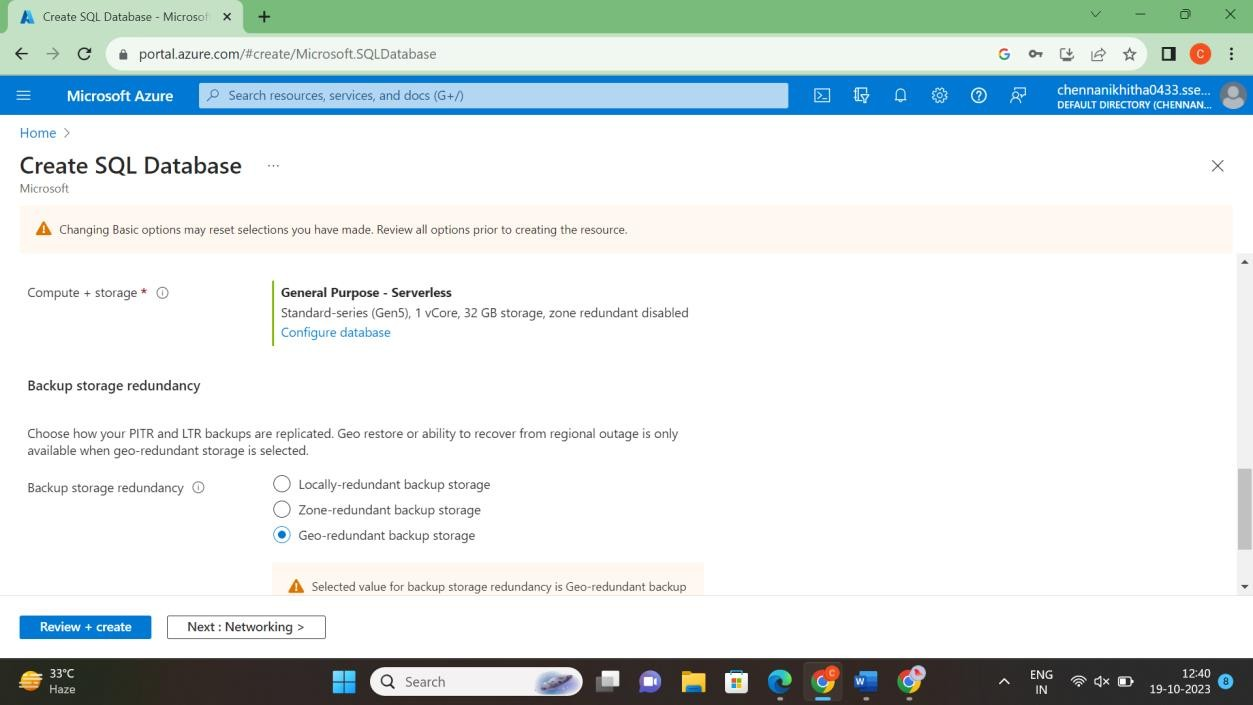 Create SQL Database - Microsof
portal.azure.com/#create/Microsoft.SQLDatabase
C
Microsoft Azure
Search resources, services, and docs (G+/)
chennanikhitha0433.sse...
DEFAULT DIRECTORY (CHENNAN...
Home >
Create SQL Database ...
Microsoft
Changing Basic options may reset selections you have made. Review all options prior to creating the resource.
Compute + storage *
General Purpose - Serverless
Standard-series (Gen5), 1 vCore, 32 GB storage, zone redundant disabled
Configure database
Backup storage redundancy
Choose how your PITR and LTR backups are replicated. Geo restore or ability to recover from regional outage is only
available when geo-redundant storage is selected.
Backup storage redundancy
Locally-redundant backup storage
Zone-redundant backup storage
Geo-redundant backup storage
Selected value for backup storage redundancy is Geo-redundant backup
Review + create
Next : Networking >
33°C
Haze
Search
ENG
IN
12:40
19-10-2023
8